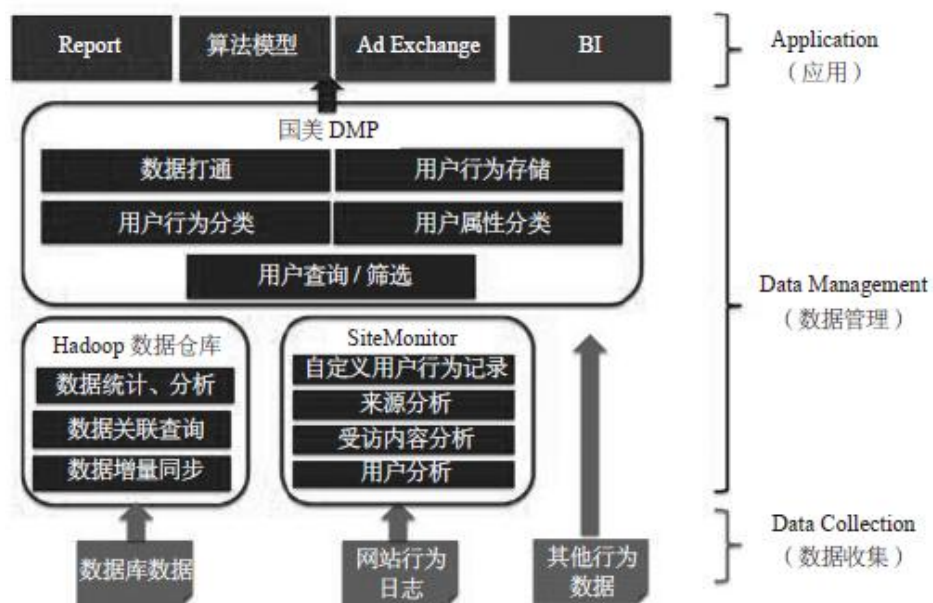 Report
算法模型
Ad Exchange
BI
Application
（应用）
国美 DMP
数据打通
用户行为存储
用户行为分类
用户属性分类
用户查询 / 筛选
Data Management
（数据管理）
Hadoop 数据仓库
数据统计、分析
数据关联查询
数据增量同步
SiteMonitor
自定义用户行为记录
来源分析
受访内容分析
用户分析
数据库数据
网站行为
日志
其他行为
数据
Data Collection
（数据收集）